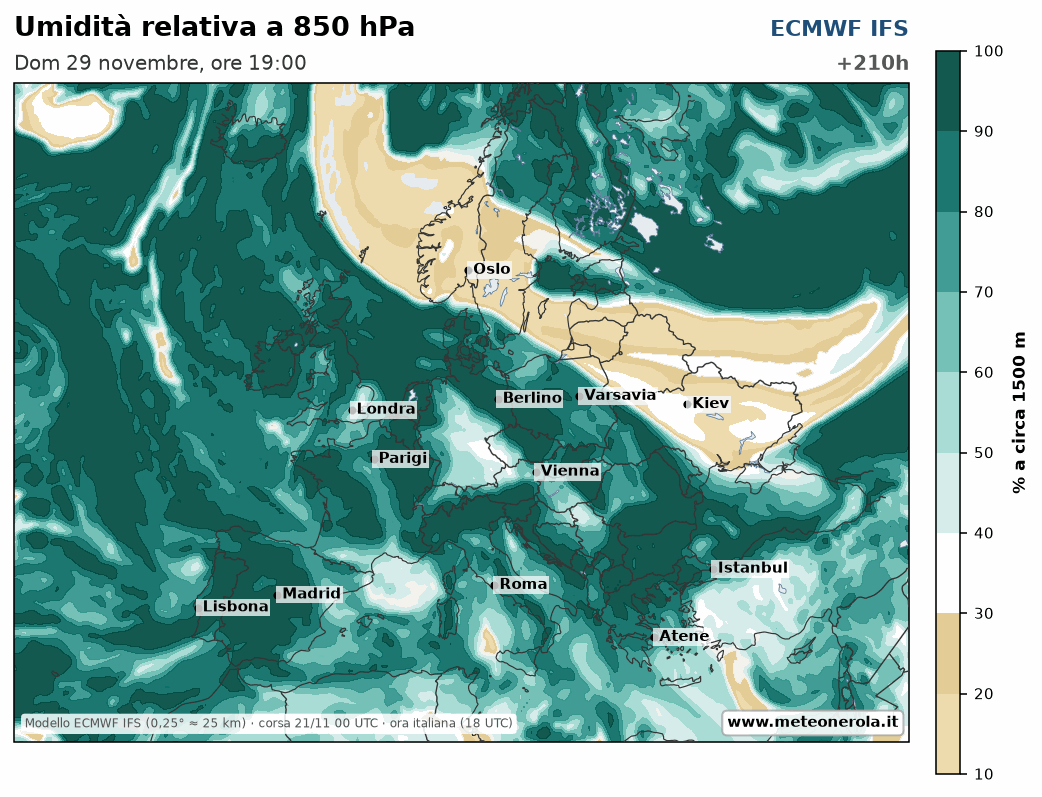 Umidità relativa a 850 hPa
ECMWF IFS
Dom 29 novembre, ore 19:00
+210h
100
90
80
70
60
50
40
30
20
10
% a circa 1500 m
Oslo
Berlino
Varsavia
Kiev
Londra
Parigi
Vienna
Istanbul
Roma
Madrid
Lisbona
Atene
Modello ECMWF IFS (0,25° ≈ 25 km) · corsa 21/11 00 UTC · ora italiana (18 UTC)
www.meteonerola.it